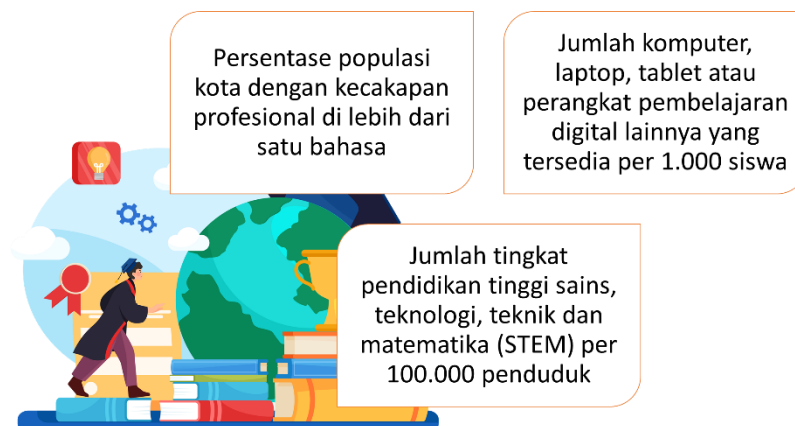 Persentase populasi
kota dengan kecakapan
profesional di lebih dari
satu bahasa
Jumlah komputer,
laptop, tablet atau
perangkat pembelajaran
digital lainnya yang
tersedia per 1.000 siswa
Jumlah tingkat
pendidikan tinggi sains,
teknologi, teknik dan
matematika (STEM) per
100.000 penduduk